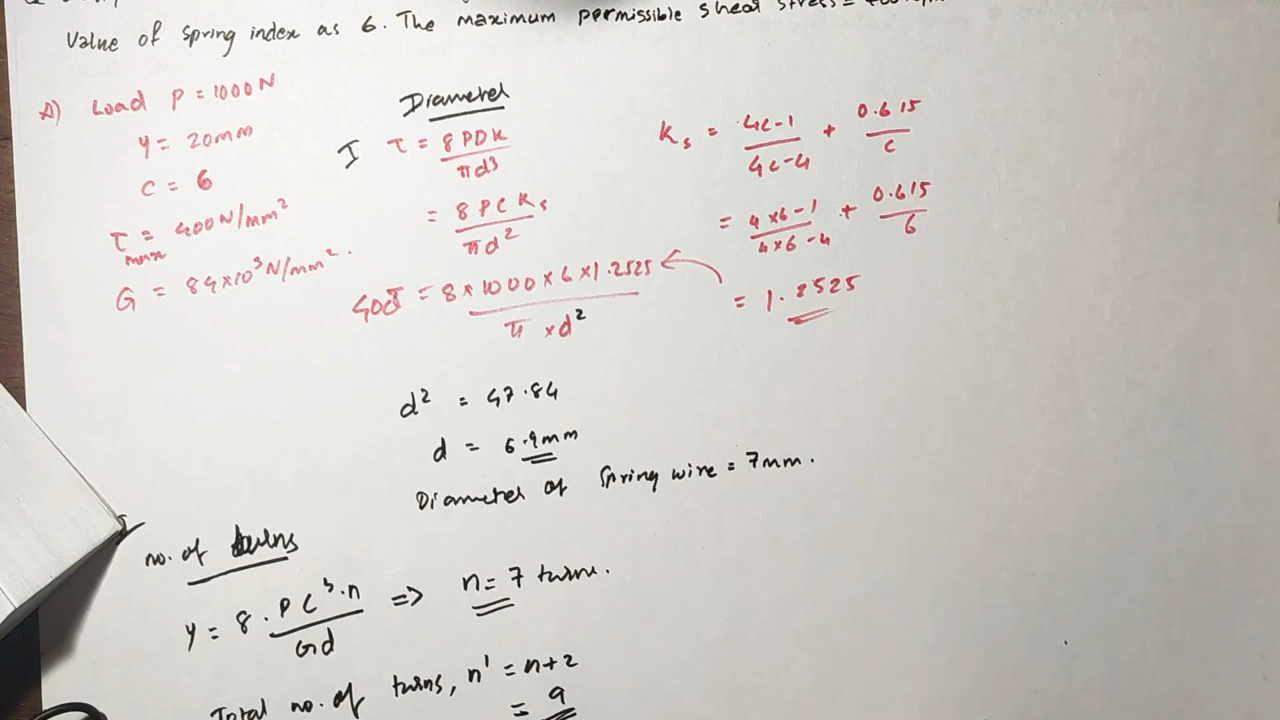 Value of spring index as 6. The maximum permissible shear stress =
A) Load P = 1000 N
y = 20mm
C = 6
τmax = 400 N/mm²
G = 84×10³ N/mm².
Diameter
I τ = 8PDK / πd³
= 8PCKs / πd²
400 = 8×1000×6×1.2525 / π × d²
Ks = 4c-1 / 4c-4 + 0.615 / c
= 4×6-1 / 4×6-4 + 0.615 / 6
= 1.2525
d² = 47.84
d = 6.9mm
Diameter of spring wire = 7mm.
no. of turns
y = 8.PC³.n / Gd => n = 7 turns.
Total no. of turns, n' = n+2
= 9